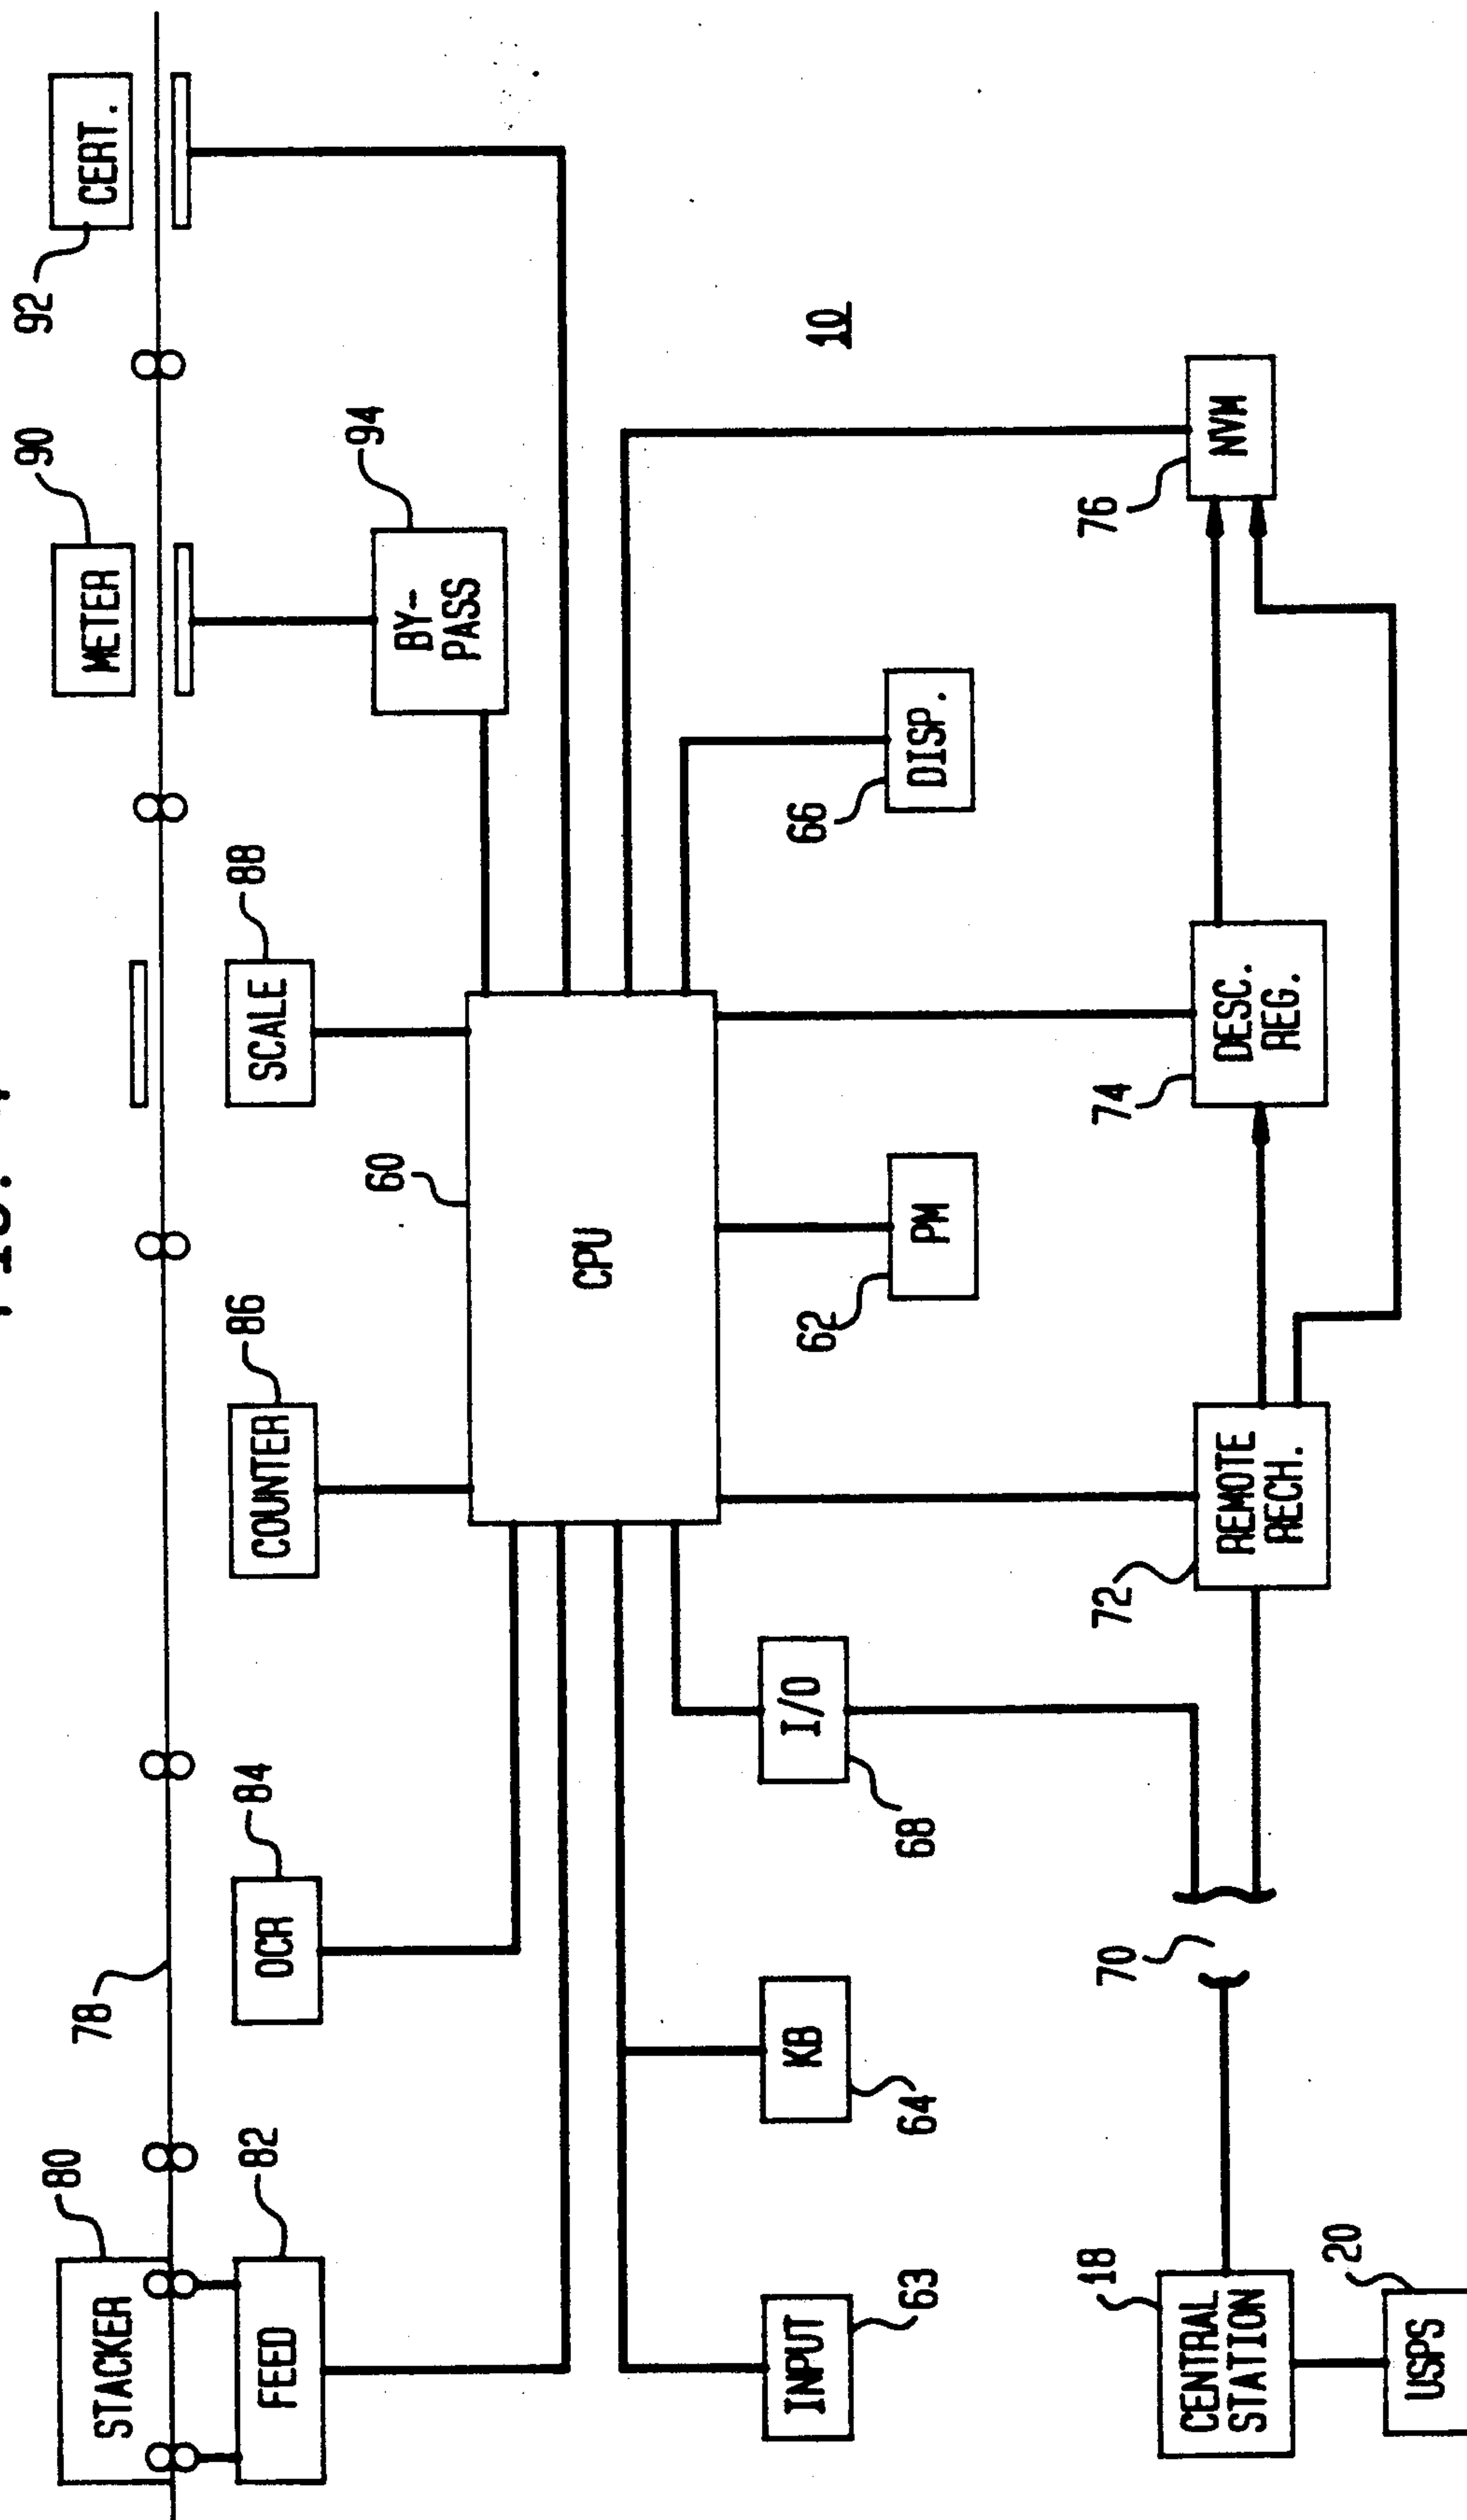 80
90
92
STACKER
METER
CERT.
78
82
84
86
88
FEED
OCR
COUNTER
SCALE
60
94
BY-
PASS
CPU
INPUT
KB
I/O
62
66
10
63
64
68
PM
DISP.
18
70
72
74
76
CENTRAL
STATION
REMOTE
RECH.
DESC.
REG.
NVM
20
USPS